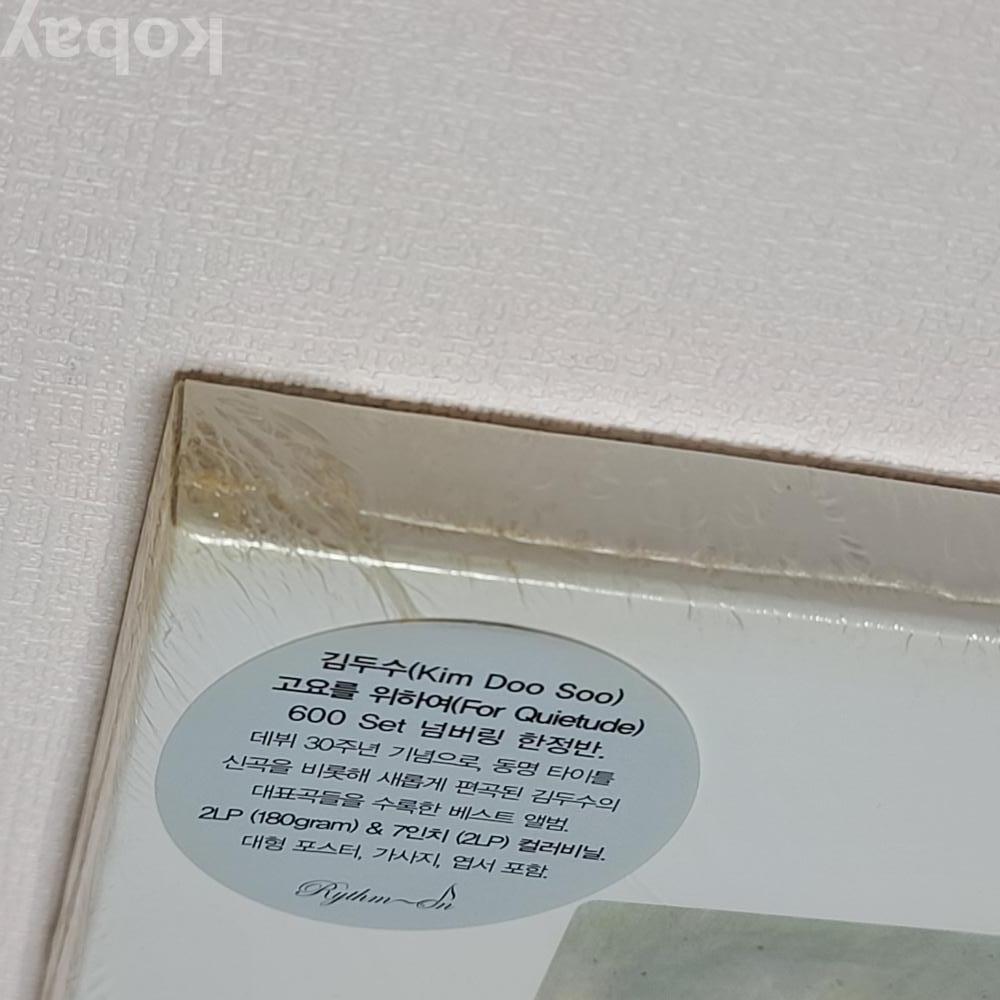 kobay
김두수(Kim Doo Soo)
고요를 위하여(For Quietude)
600 Set 넘버링 한정반.
데뷔 30주년 기념으로, 동명 타이틀
신곡을 비롯해 새롭게 편곡된 김두수의
대표곡들을 수록한 베스트 앨범.
2LP (180gram) & 7인치 (2LP) 컬러비닐.
대형 포스터, 가사지, 엽서 포함.
Rythm~In